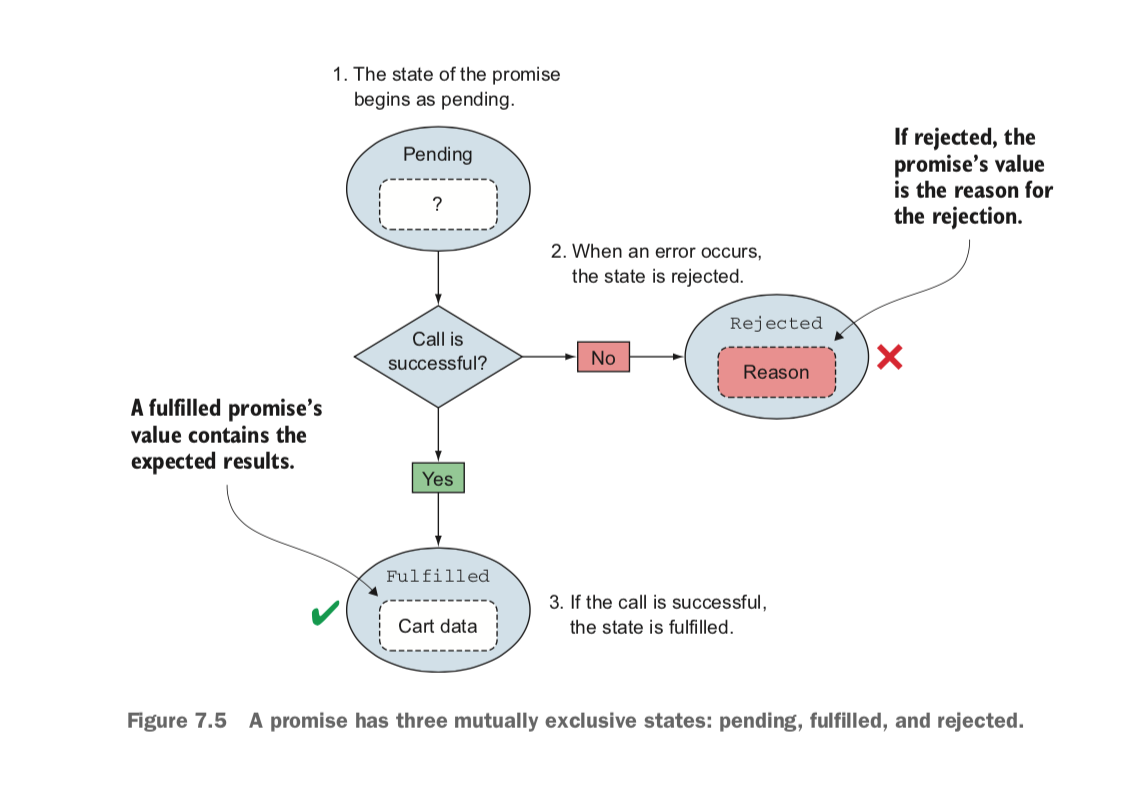 1. The state of the promise
begins as pending.
Pending
?
If rejected, the
promise’s value
is the reason for
the rejection.
2. When an error occurs,
the state is rejected.
Call is
successful?
No
Rejected
Reason
A fulfilled promise’s
value contains the
expected results.
Yes
Fulfilled
Cart data
3. If the call is successful,
the state is fulfilled.
Figure 7.5 A promise has three mutually exclusive states: pending, fulfilled, and rejected.